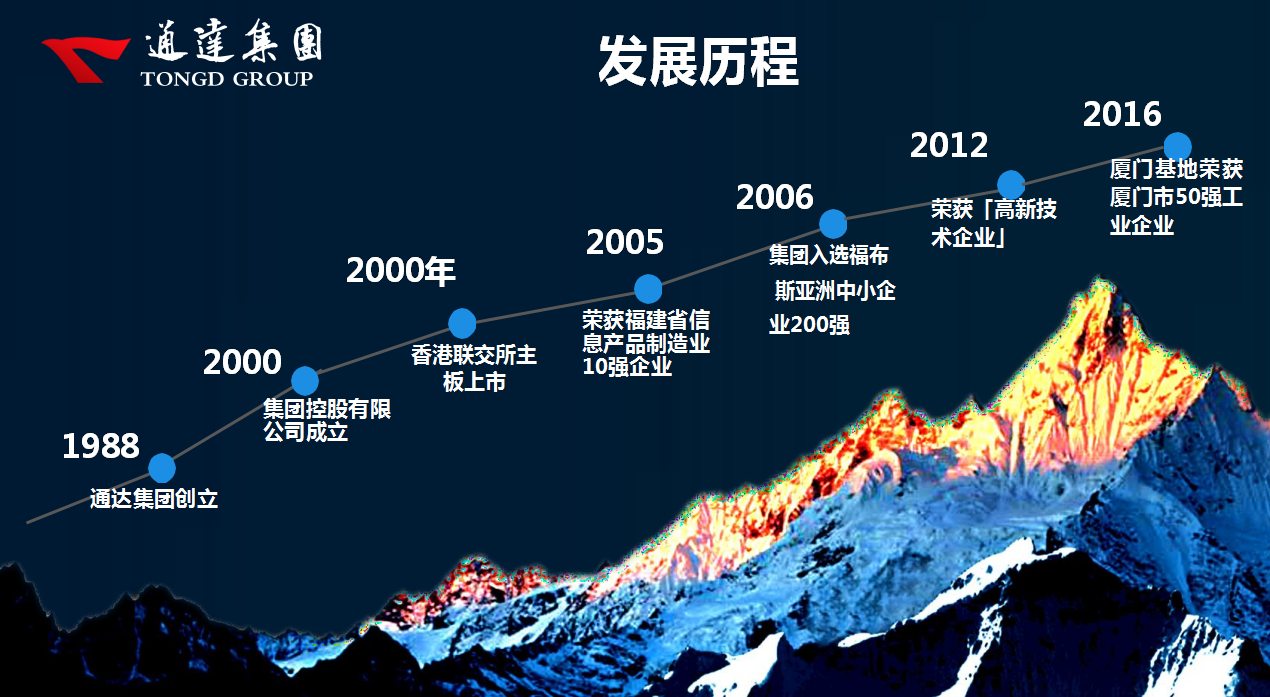 通達集團
TONGD GROUP
发展历程
1988
通达集团创立
2000
集团控股有限
公司成立
2000年
香港联交所主
板上市
2005
荣获福建省信
息产品制造业
10强企业
2006
集团入选福布
斯亚洲中小企
业200强
2012
荣获「高新技
术企业」
2016
厦门基地荣获
厦门市50强工
业企业